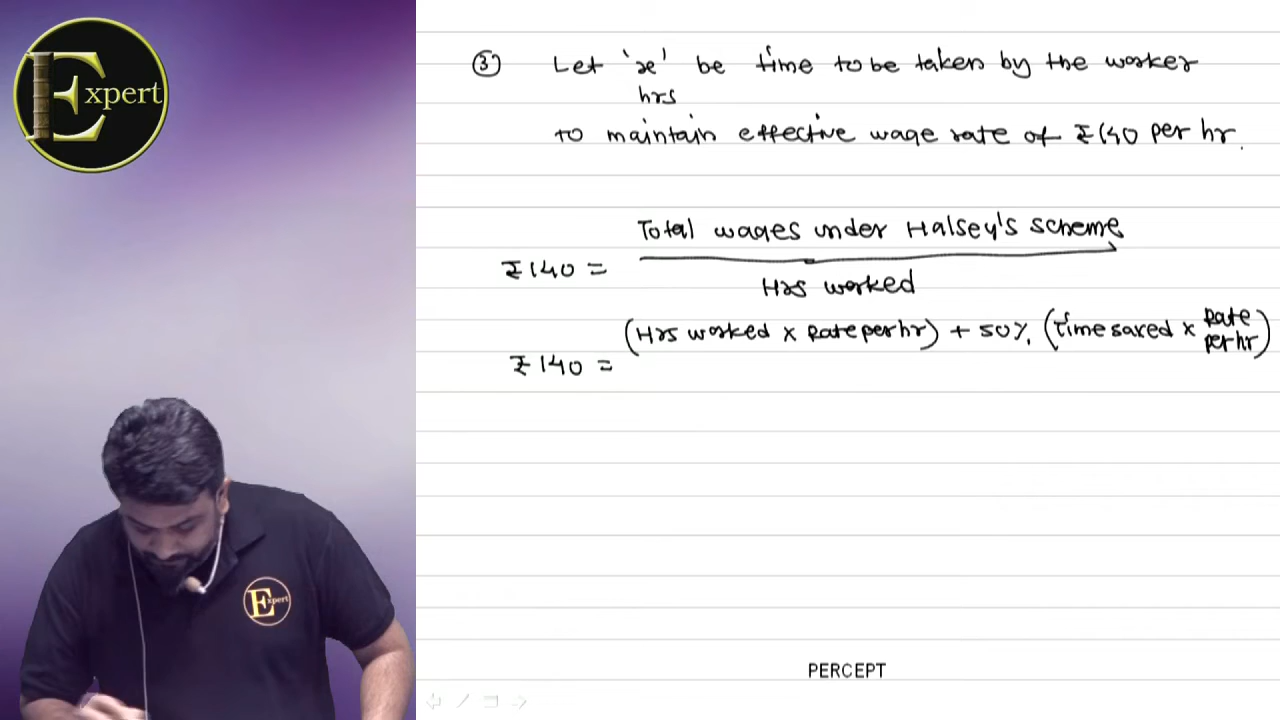 Expert
③ Let 'x' be time to be taken by the worker
hrs
to maintain effective wage rate of ₹140 per hr.
Total wages under Halsey's scheme
₹140 =
Hrs worked
(Hrs worked x Rate per hr) + 50% (Time saved x Rate per hr)
₹140 =
Expert
PERCEPT